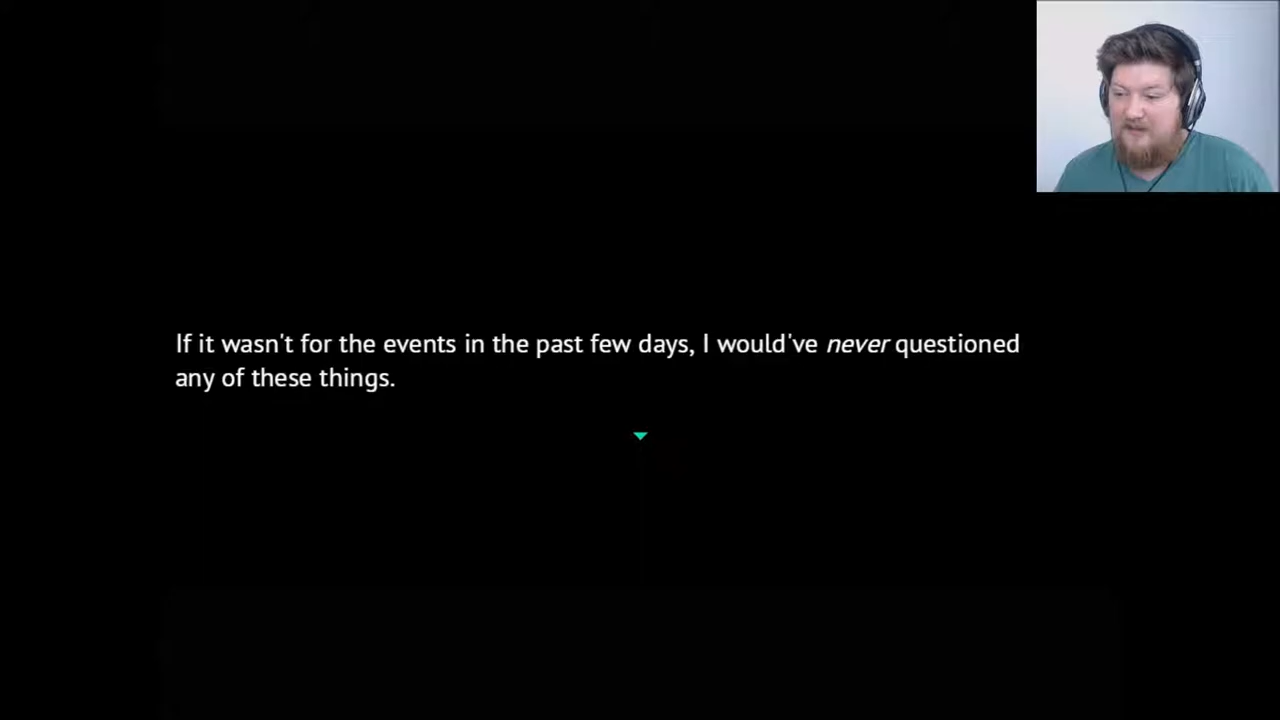 If it wasn't for the events in the past few days, I would've never questioned
any of these things.